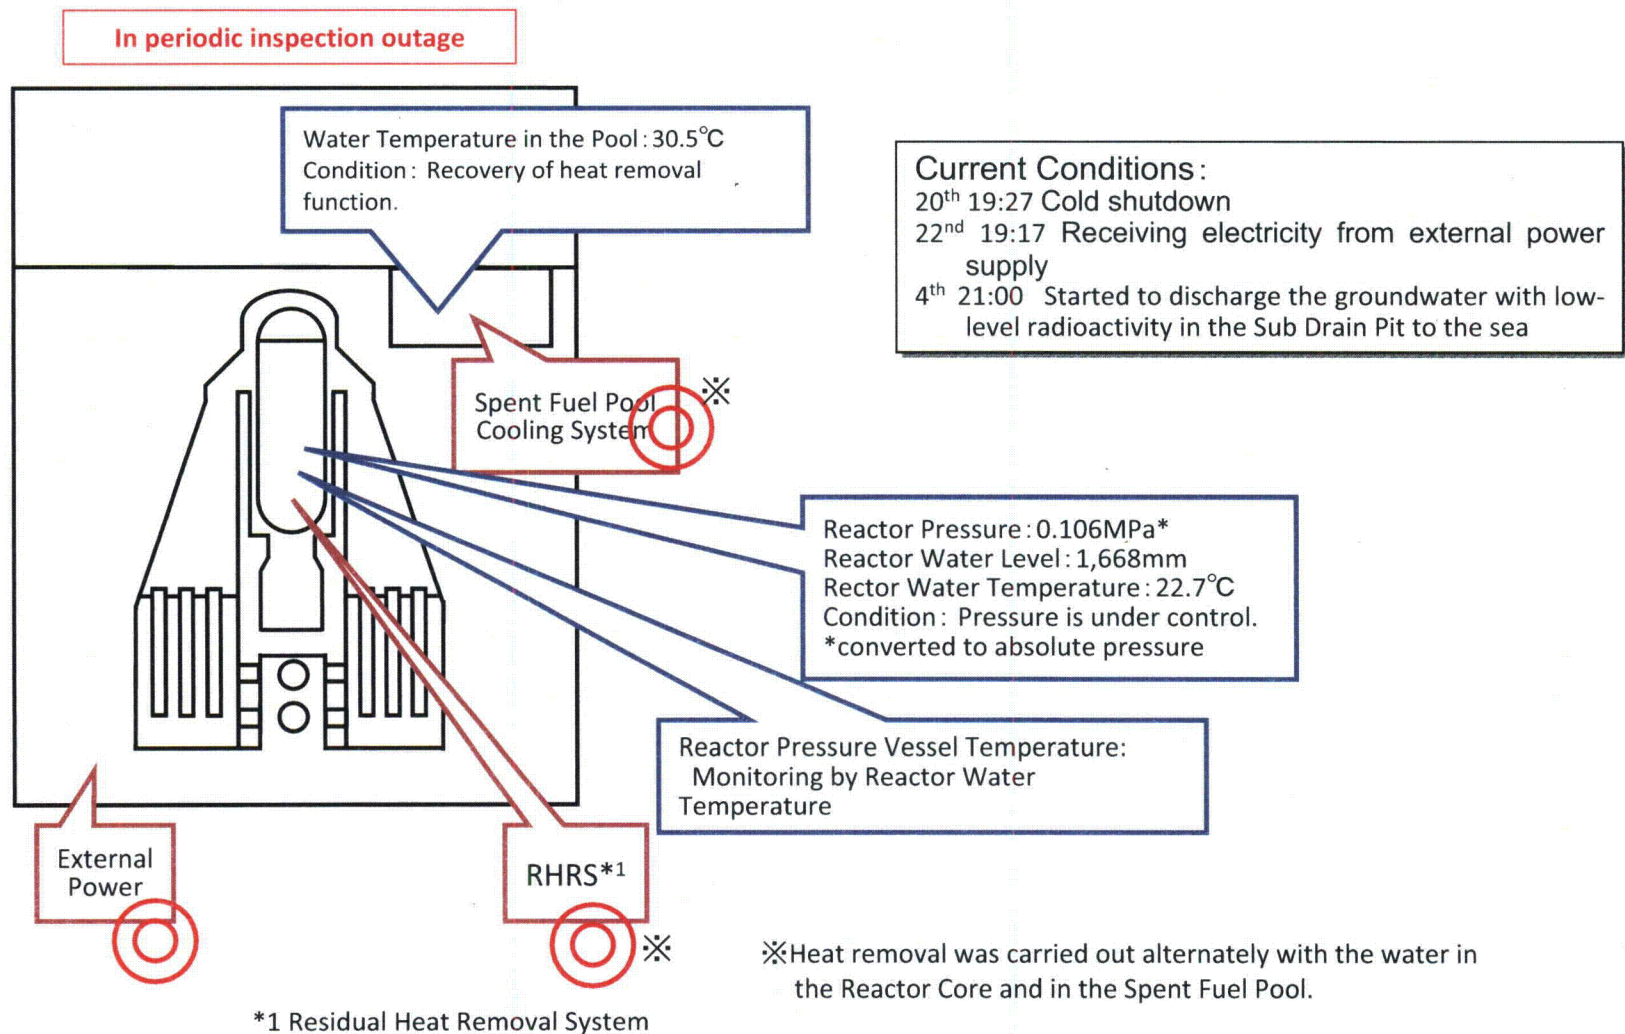 In periodic inspection outage
Water Temperature in the Pool : 30.5℃
Condition : Recovery of heat removal
function.
Current Conditions :
20th 19:27 Cold shutdown
22nd 19:17 Receiving electricity from external power
supply
4th 21:00 Started to discharge the groundwater with low-
level radioactivity in the Sub Drain Pit to the sea
Spent Fuel Pool
Cooling System
※
Reactor Pressure : 0.106MPa*
Reactor Water Level : 1,668mm
Rector Water Temperature : 22.7℃
Condition : Pressure is under control.
*converted to absolute pressure
Reactor Pressure Vessel Temperature:
Monitoring by Reactor Water
Temperature
External
Power
RHRS*1
※
※Heat removal was carried out alternately with the water in
the Reactor Core and in the Spent Fuel Pool.
*1 Residual Heat Removal System